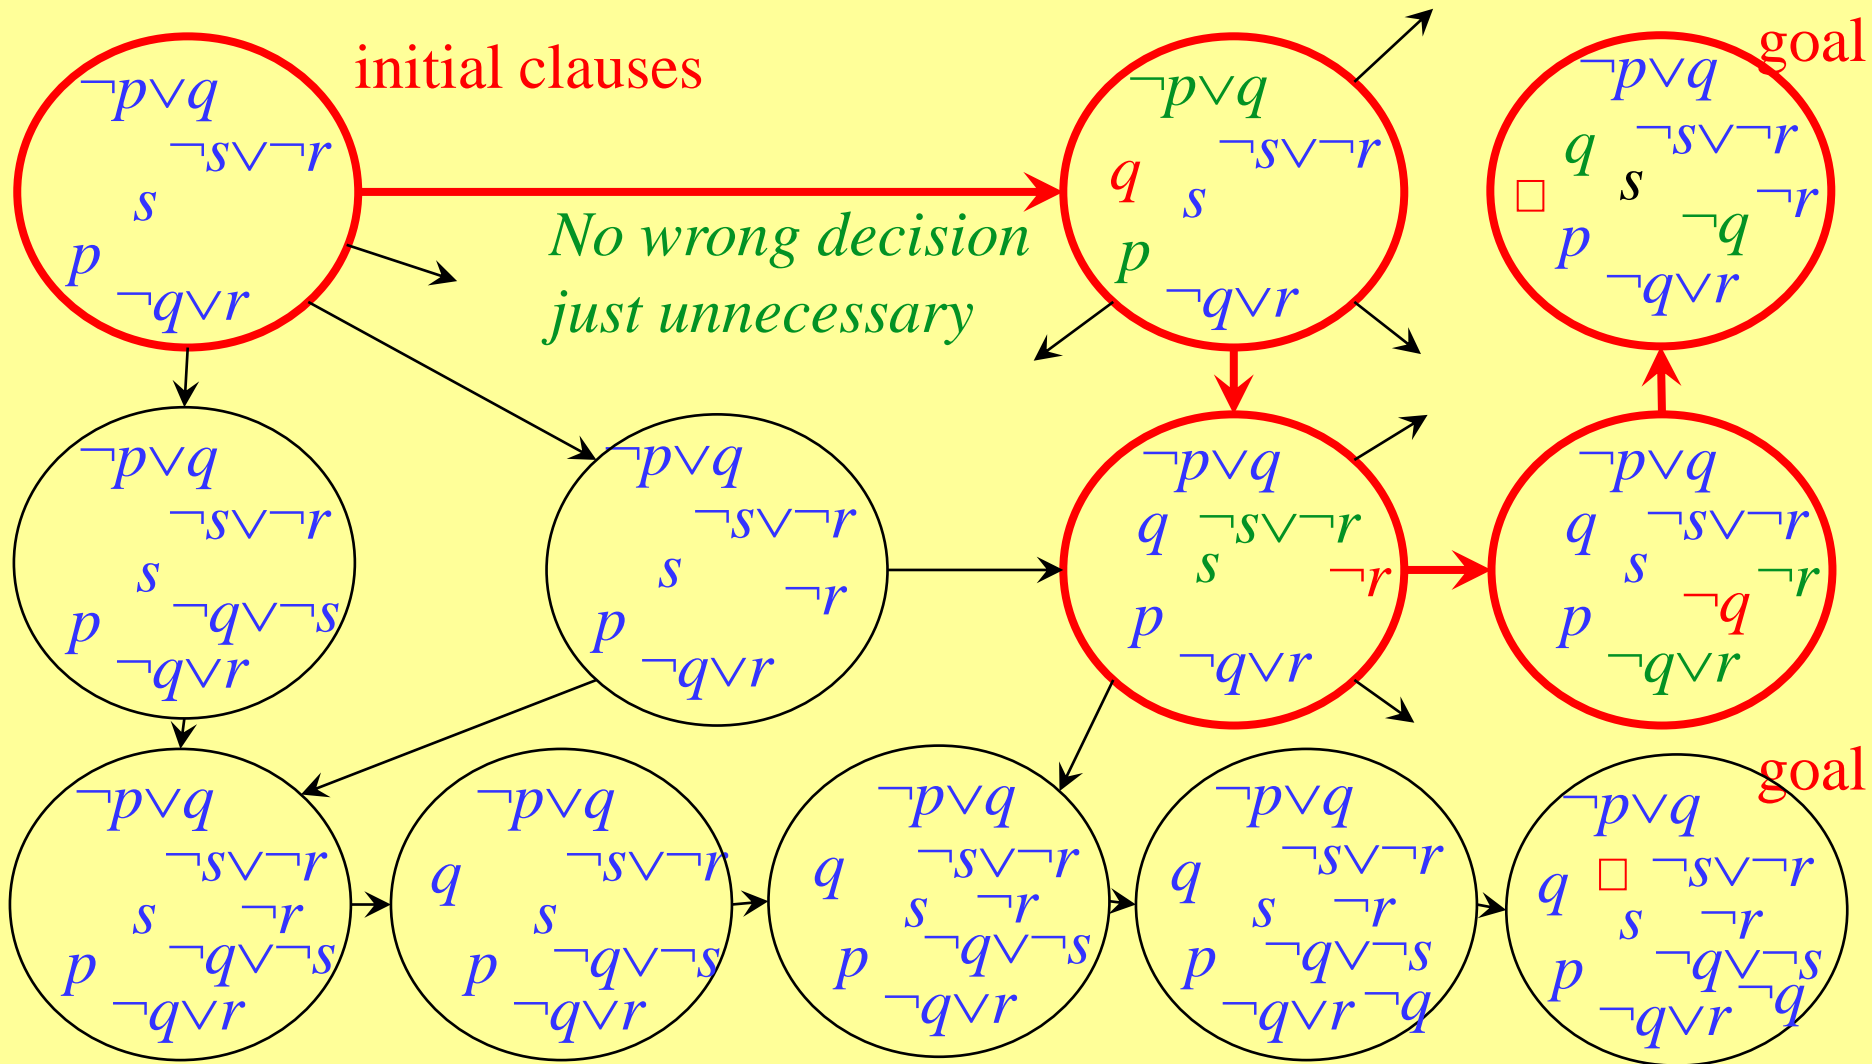 initial clauses
goal
¬p∨q
¬s∨¬r
s
p
¬q∨r
No wrong decision
just unnecessary
¬p∨q
¬s∨¬r
q
s
p
¬q∨r
¬p∨q
q ¬s∨¬r
□ s ¬r
p ¬q
¬q∨r
¬p∨q
¬s∨¬r
s
p ¬q∨¬s
¬q∨r
¬p∨q
¬s∨¬r
s
¬r
p
¬q∨r
¬p∨q
q ¬s∨¬r
s ¬r
p
¬q∨r
¬p∨q
q ¬s∨¬r
s ¬r
p ¬q
¬q∨r
goal
¬p∨q
¬s∨¬r
s ¬r
p ¬q∨¬s
¬q∨r
¬p∨q
q ¬s∨¬r
s
p ¬q∨¬s
¬q∨r
¬p∨q
q ¬s∨¬r
s ¬r
p ¬q∨¬s
¬q∨r
¬p∨q
q ¬s∨¬r
s ¬r
p ¬q∨¬s
¬q∨r ¬q
¬p∨q
q □ ¬s∨¬r
s ¬r
p ¬q∨¬s
¬q∨r ¬q